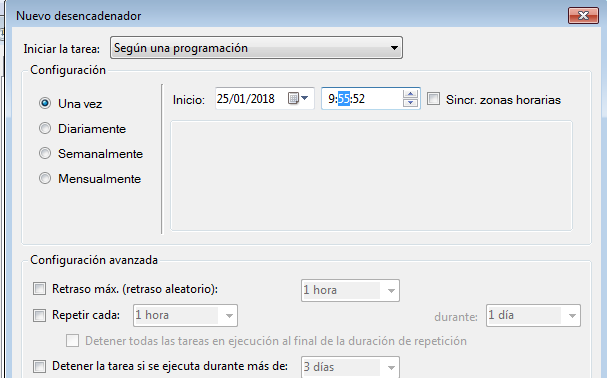 Nuevo desencadenador
Iniciar la tarea: Según una programación
Configuración
Una vez
Diariamente
Semanalmente
Mensualmente
Inicio: 25/01/2018 9:55:52 Sincr. zonas horarias
Configuración avanzada
Retraso máx. (retraso aleatorio): 1 hora
Repetir cada: 1 hora durante: 1 día
Detener todas las tareas en ejecución al final de la duración de repetición
Detener la tarea si se ejecuta durante más de: 3 días